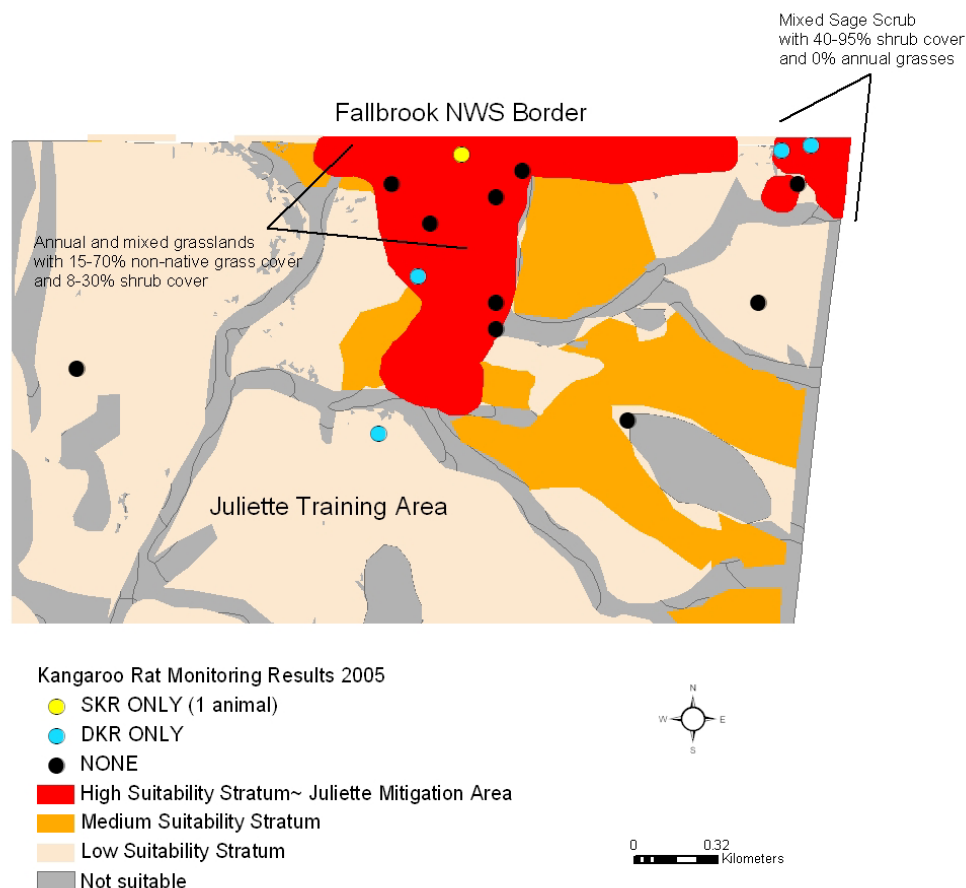 Mixed Sage Scrub
with 40-95% shrub cover
and 0% annual grasses
Fallbrook NWS Border
Annual and mixed grasslands
with 15-70% non-native grass cover
and 8-30% shrub cover
Juliette Training Area
Kangaroo Rat Monitoring Results 2005
SKR ONLY (1 animal)
DKR ONLY
NONE
High Suitability Stratum~ Juliette Mitigation Area
Medium Suitability Stratum
Low Suitability Stratum
Not suitable
N
W E
S
0 0.32
Kilometers